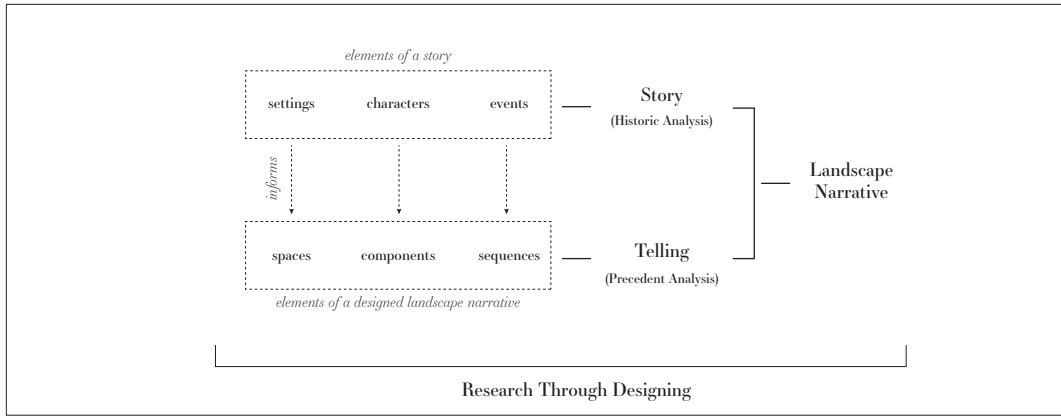 elements of a story
settings characters events
Story
(Historic Analysis)
informs
Landscape
Narrative
spaces components sequences
Telling
(Precedent Analysis)
elements of a designed landscape narrative
Research Through Designing